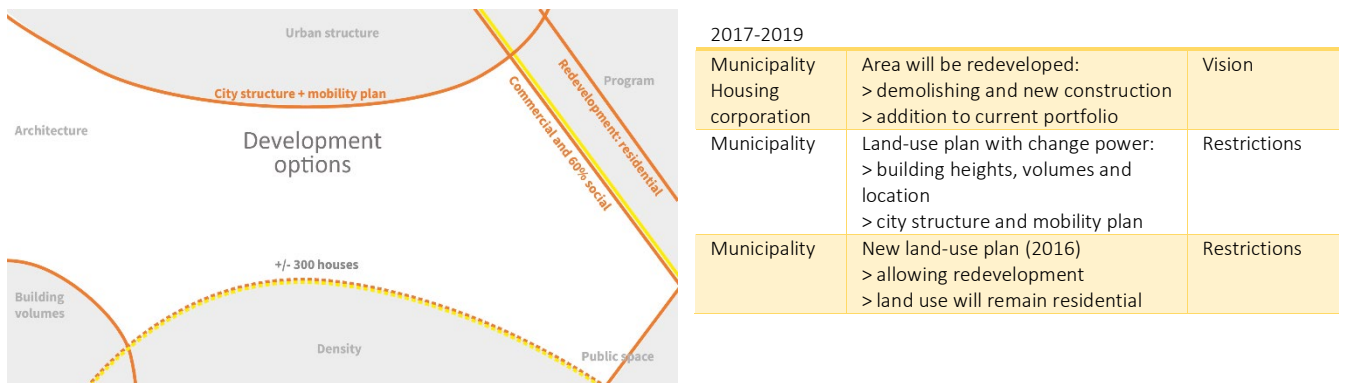 Urban structure
City structure + mobility plan
Redevelopment: residential
Program
Commercial and 60% social
Architecture
Development
options
+/- 300 houses
Building
volumes
Density
Public space
2017-2019
Municipality
Housing
corporation
Area will be redeveloped:
> demolishing and new construction
> addition to current portfolio
Vision
Municipality
Land-use plan with change power:
> building heights, volumes and
location
> city structure and mobility plan
Restrictions
Municipality
New land-use plan (2016)
> allowing redevelopment
> land use will remain residential
Restrictions